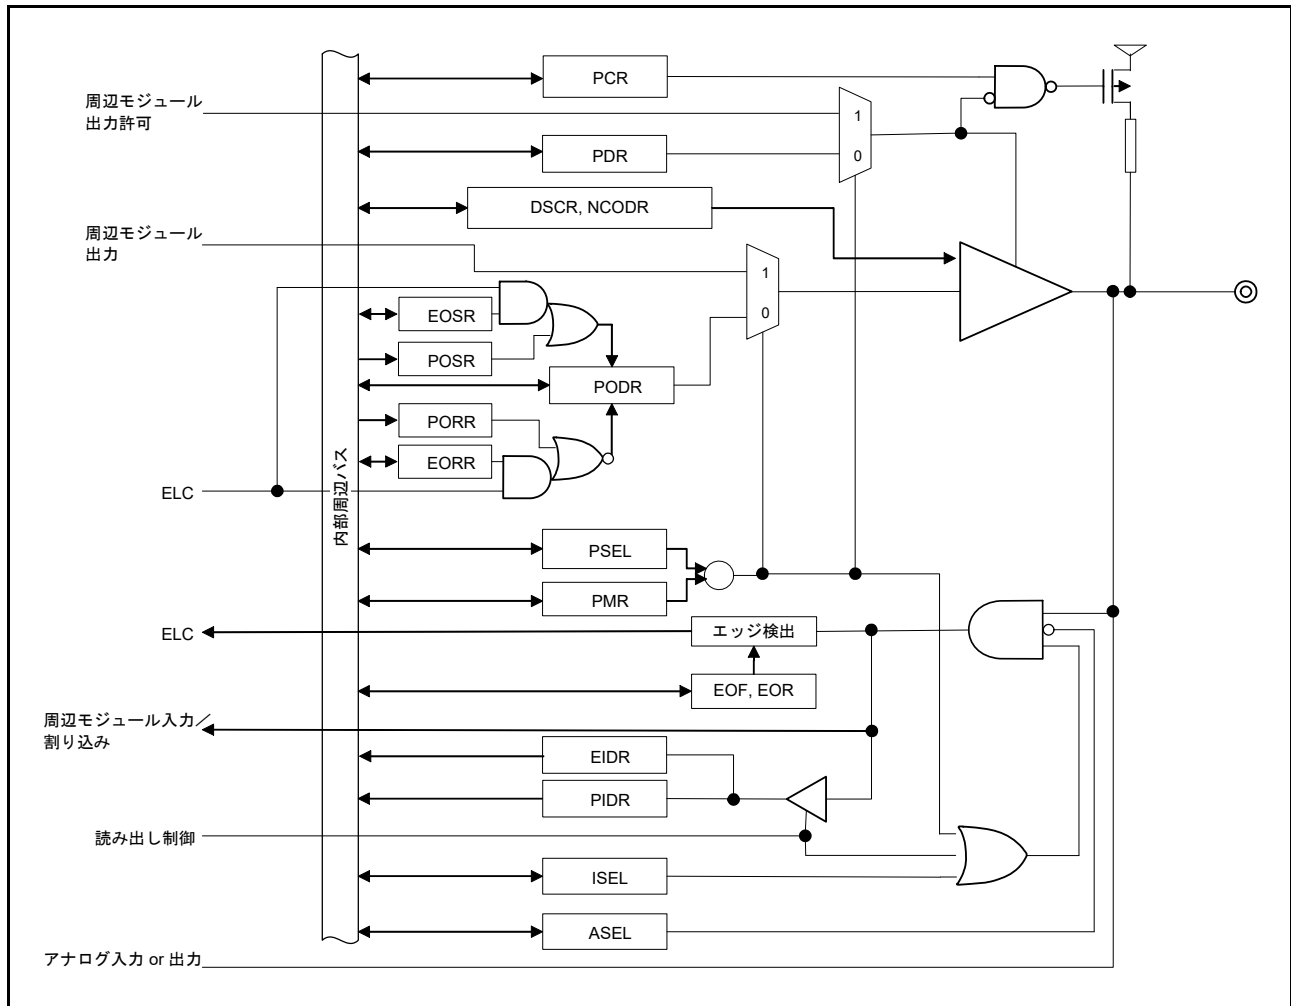 PCR
周辺モジュール
出力許可
1
PDR
0
DSCR, NCODR
周辺モジュール
出力
1
EOSR
0
POSR
PODR
PORR
EORR
内部周辺バス
ELC
PSEL
PMR
ELC
エッジ検出
EOF, EOR
周辺モジュール入力／
割り込み
EIDR
PIDR
読み出し制御
ISEL
ASEL
アナログ入力 or 出力